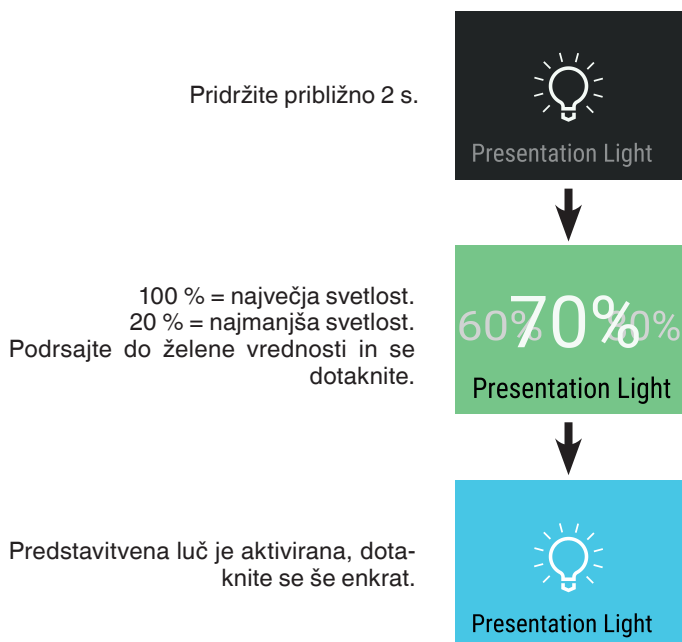 Pridržite približno 2 s.
Presentation Light
100 % = največja svetlost.
20 % = najmanjša svetlost.
Podrsajte do želene vrednosti in se
dotaknite.
60% 70% 80%
Presentation Light
Predstavitvena luč je aktivirana, dota-
knite se še enkrat.
Presentation Light